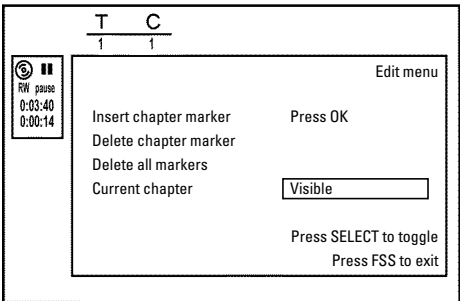 T C
1 1
RW pause
0:03:40
0:00:14
Edit menu
Insert chapter marker Press OK
Delete chapter marker
Delete all markers
Current chapter Visible
Press SELECT to toggle
Press FSS to exit